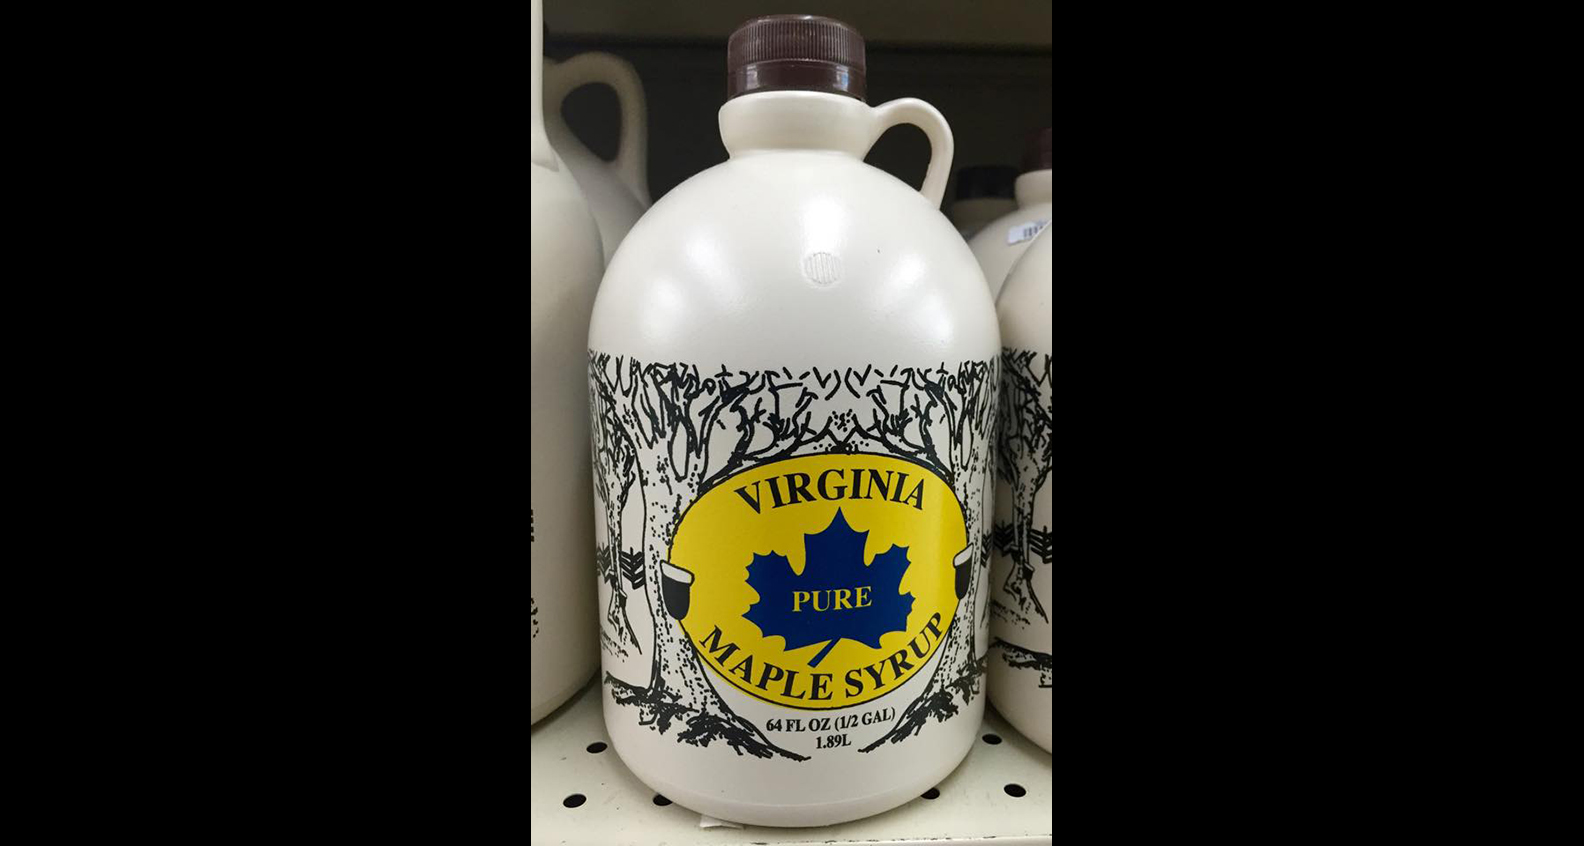 VIRGINIA
PURE
MAPLE SYRUP
64 FL OZ (1/2 GAL)
1.89L